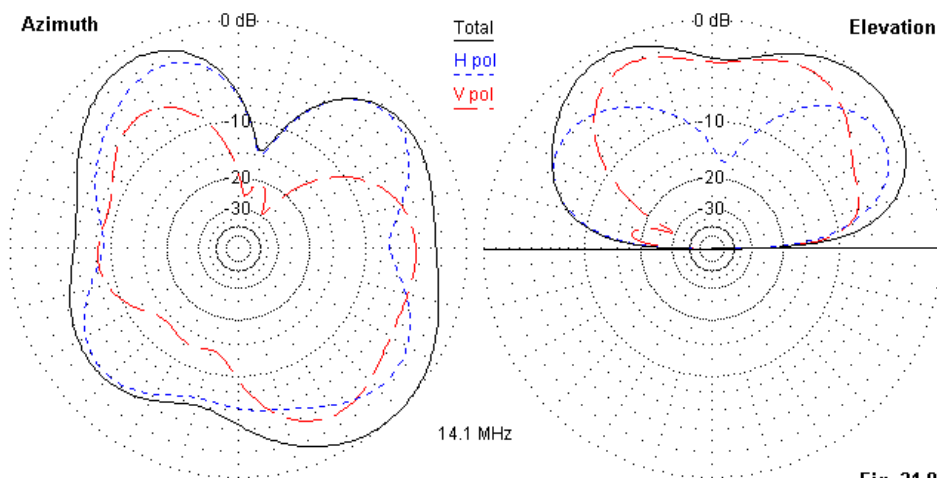 Azimuth
0 dB
-10
-20
-30
Total
H pol
V pol
14.1 MHz
Elevation
0 dB
-10
-20
-30